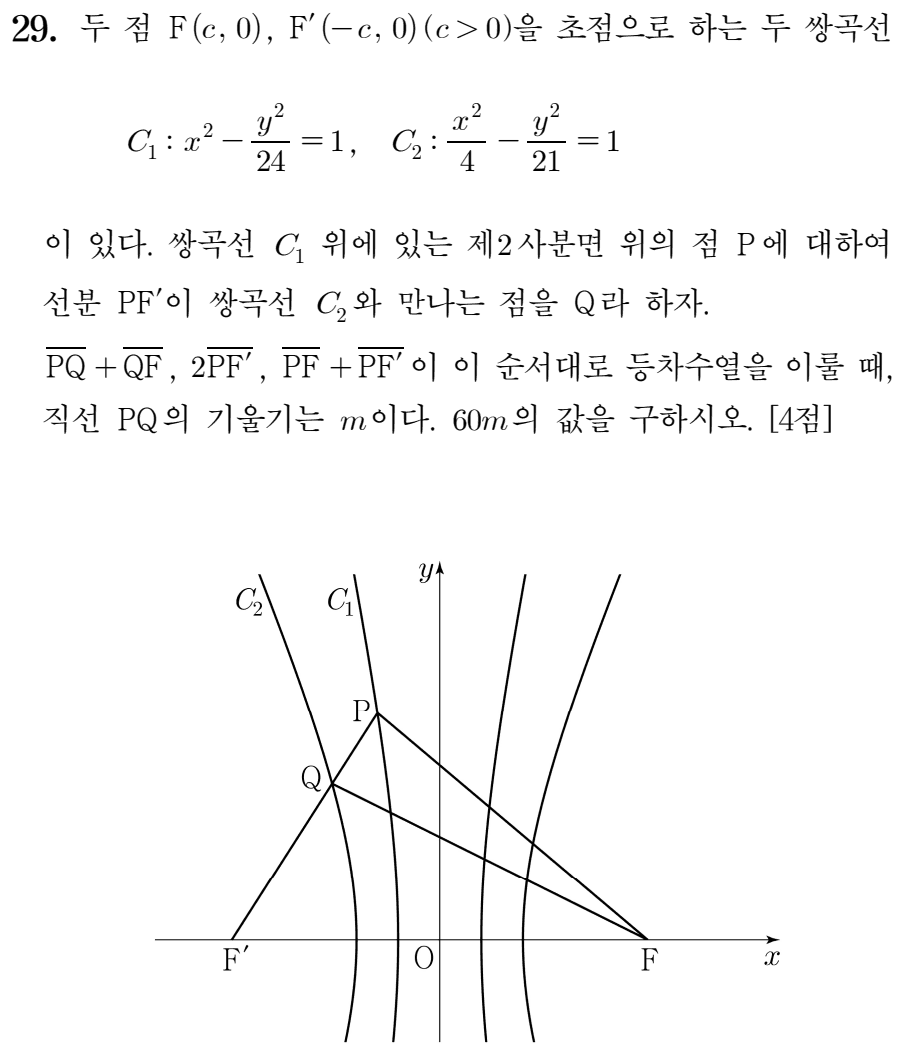 29. 두 점 F(c, 0), F′(−c, 0)(c>0)을 초점으로 하는 두 쌍곡선
C₁ : x² − y²/24 = 1, C₂ : x²/4 − y²/21 = 1
이 있다. 쌍곡선 C₁ 위에 있는 제2사분면 위의 점 P에 대하여
선분 PF′이 쌍곡선 C₂와 만나는 점을 Q라 하자.
P̅Q̅ + Q̅F̅, 2P̅F̅′, P̅F̅ + P̅F̅′이 이 순서대로 등차수열을 이룰 때,
직선 PQ의 기울기는 m이다. 60m의 값을 구하시오. [4점]
y
C₂
C₁
P
Q
F′
O
F
x